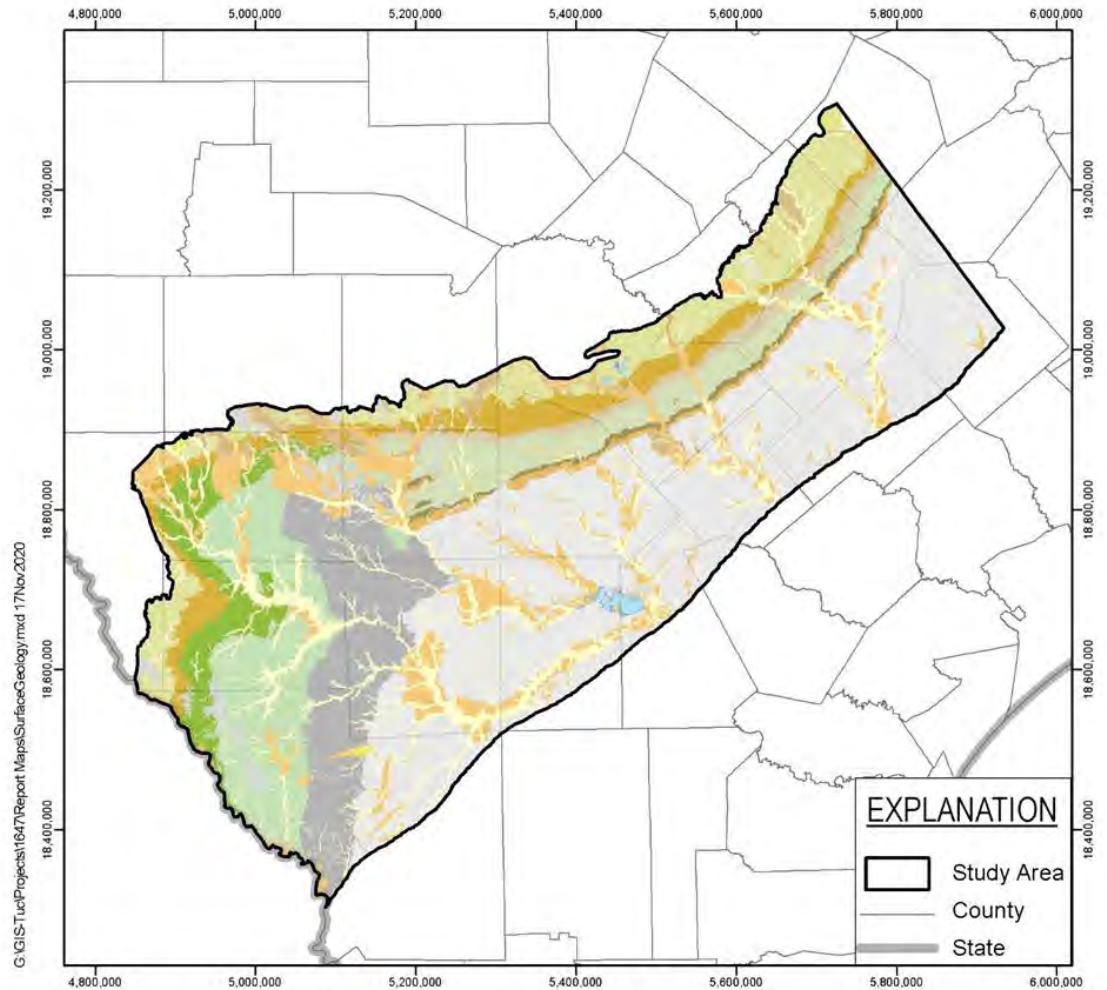 4,800,000 5,000,000 5,200,000 5,400,000 5,600,000 5,800,000 6,000,000
19,200,000 19,200,000
19,000,000 19,000,000
18,800,000 18,800,000
18,600,000 18,600,000
18,400,000 18,400,000
G:\GIS-Tuc\Projects\1647\Report Maps\SurfaceGeology.mxd 17Nov2020
EXPLANATION
Study Area
County
State
4,800,000 5,000,000 5,200,000 5,400,000 5,600,000 5,800,000 6,000,000